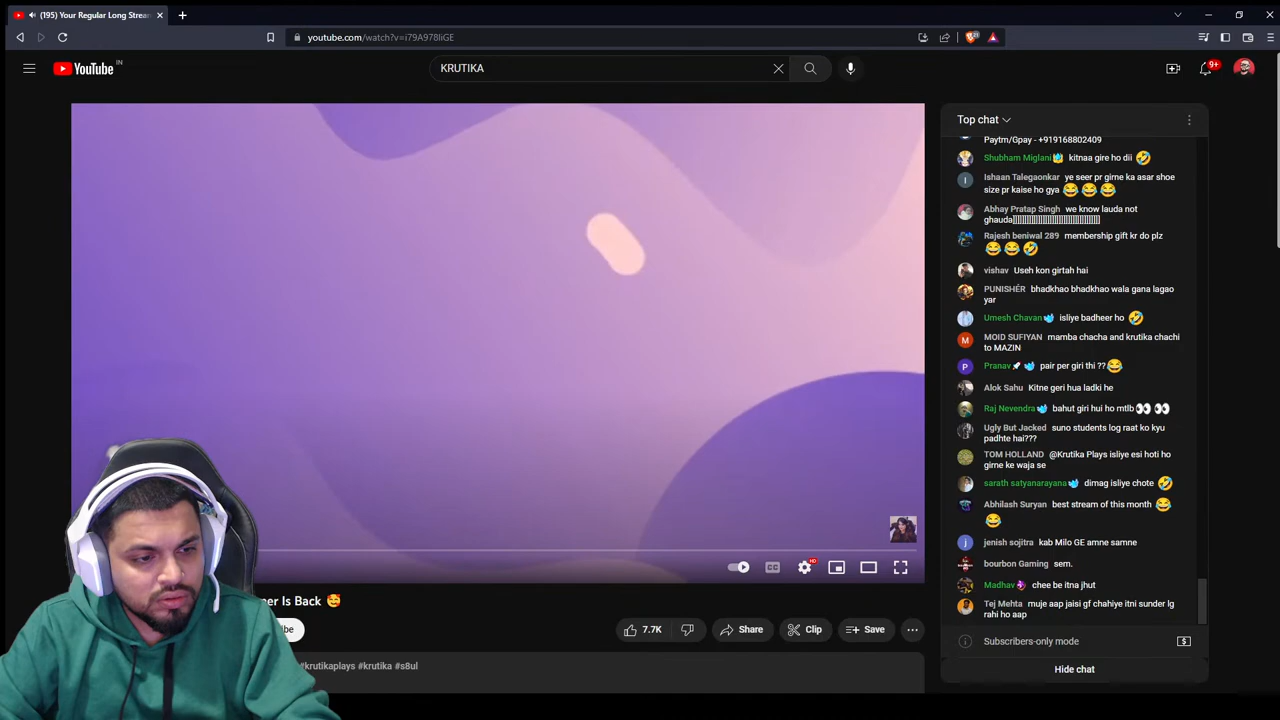 (195) Your Regular Long Strean
youtube.com/watch?v=i79A978liGE
YouTube IN
KRUTIKA
9+
Top chat
Paytm/Gpay - +919168802409
Shubham Miglani kitnaa gire ho dii 🤣
Ishaan Talegaonkar ye seer pr girne ka asar shoe
size pr kaise ho gya 😂 😂 😂
Abhay Pratap Singh we know lauda not
Rajesh beniwal 289 membership gift kr do plz
😂 😂 🤣
vishav Useh kon girtah hai
PUNISHÉR bhadkhao bhadkhao wala gana lagao
yar
Umesh Chavan isliye badheer ho 🤣
MOID SUFIYAN mamba chacha and krutika chachi
to MAZIN
Pranav pair per giri thi ?? 😂
Alok Sahu Kitne geri hua ladki he
Raj Nevendra bahut giri hui ho mtlb 👀 👀
Ugly But Jacked suno students log raat ko kyu
padhte hai???
TOM HOLLAND @Krutika Plays isliye esi hoti ho
girne ke waja se
sarath satyanarayana dimag isliye chote 🤣
Abhilash Suryan best stream of this month 😂
😂
jenish sojitra kab Milo GE amne samne
bourbon Gaming sem.
Madhav chee be itna jhut
Tej Mehta muje aap jaisi gf chahiye itni sunder lg
rahi ho aap
Subscribers-only mode
Hide chat
CC
HD
er Is Back 🥰
be
7.7K
Share
Clip
Save
#krutikaplays #krutika #s8ul